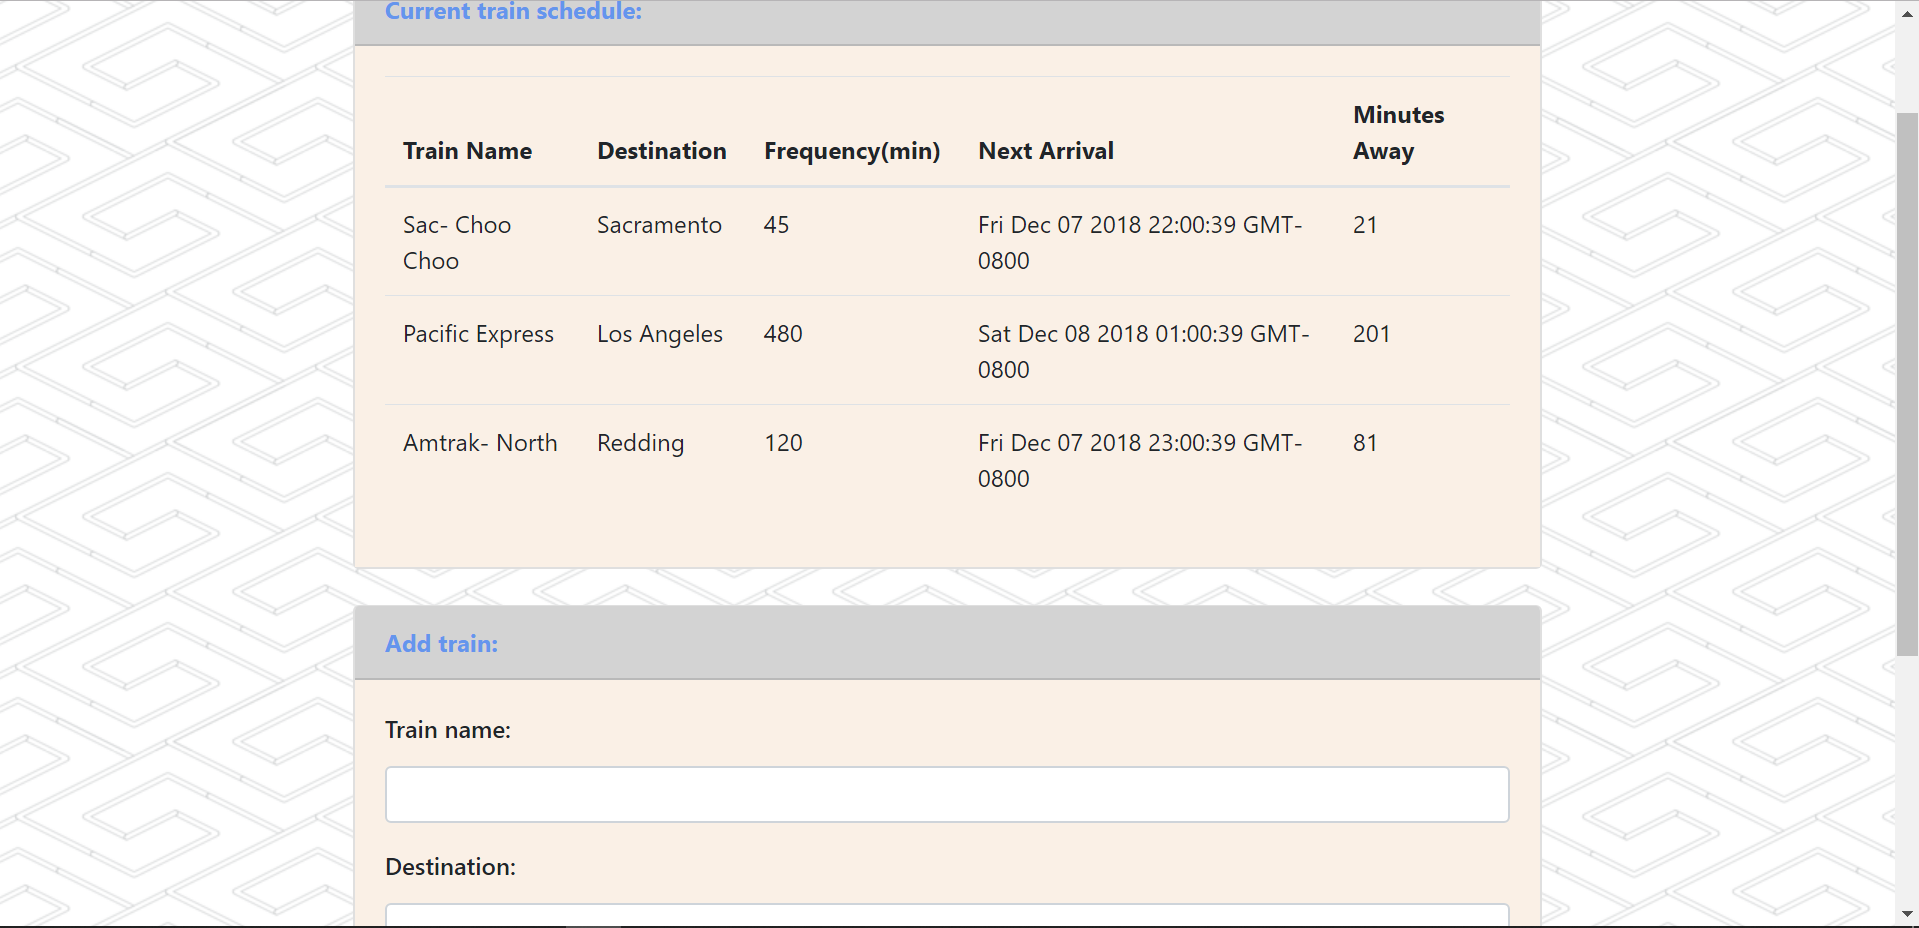 Current train schedule:
Minutes
Train Name Destination Frequency(min) Next Arrival Away
Sac- Choo Sacramento 45 Fri Dec 07 2018 22:00:39 GMT- 21
Choo 0800
Pacific Express Los Angeles 480 Sat Dec 08 2018 01:00:39 GMT- 201
0800
Amtrak- North Redding 120 Fri Dec 07 2018 23:00:39 GMT- 81
0800
Add train:
Train name:
Destination: